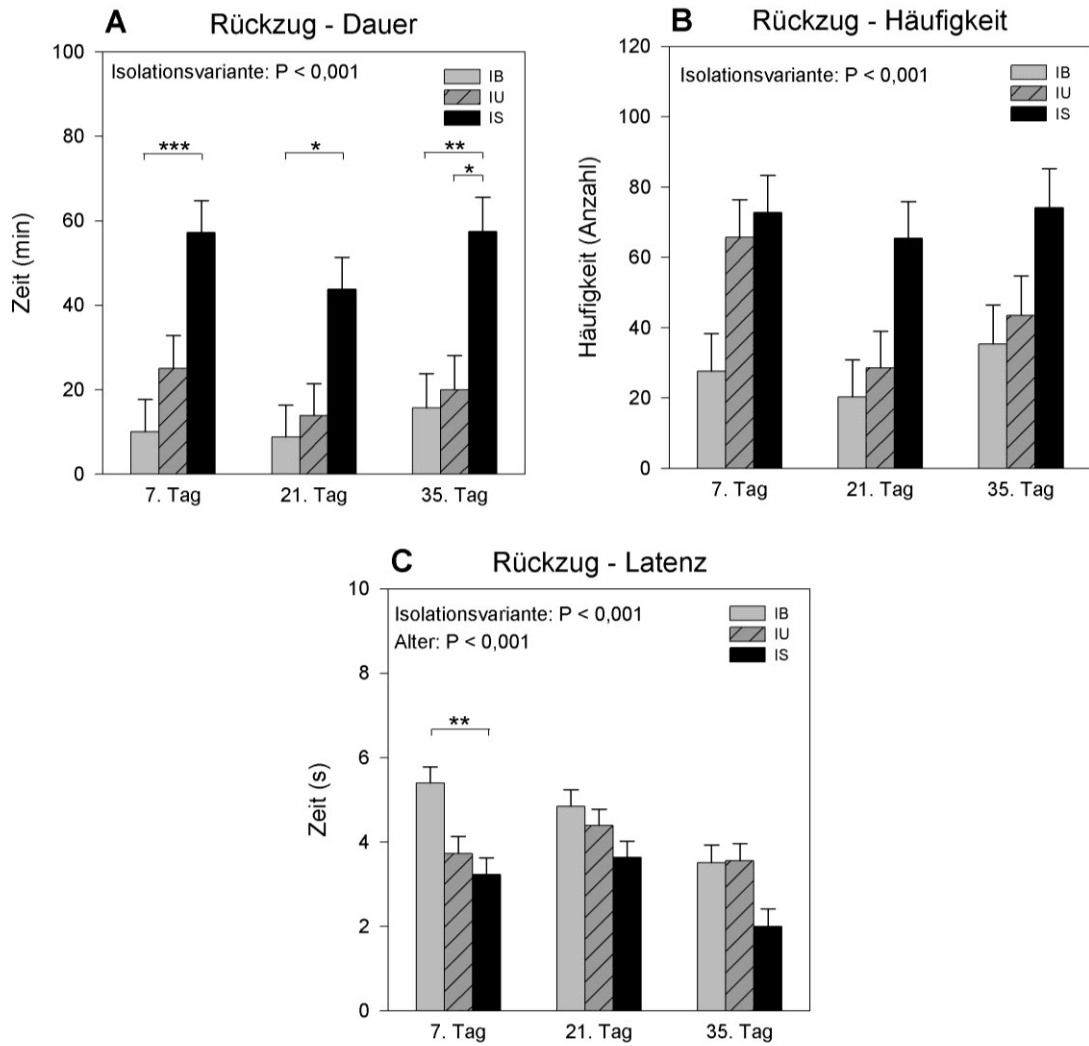 A Rückzug - Dauer
Isolationsvariante: P < 0,001
IB
IU
IS
***
*
**
*
Zeit (min)
100
80
60
40
20
0
7. Tag 21. Tag 35. Tag
B Rückzug - Häufigkeit
Isolationsvariante: P < 0,001
IB
IU
IS
Häufigkeit (Anzahl)
120
100
80
60
40
20
0
7. Tag 21. Tag 35. Tag
C Rückzug - Latenz
Isolationsvariante: P < 0,001
Alter: P < 0,001
IB
IU
IS
**
Zeit (s)
10
8
6
4
2
0
7. Tag 21. Tag 35. Tag